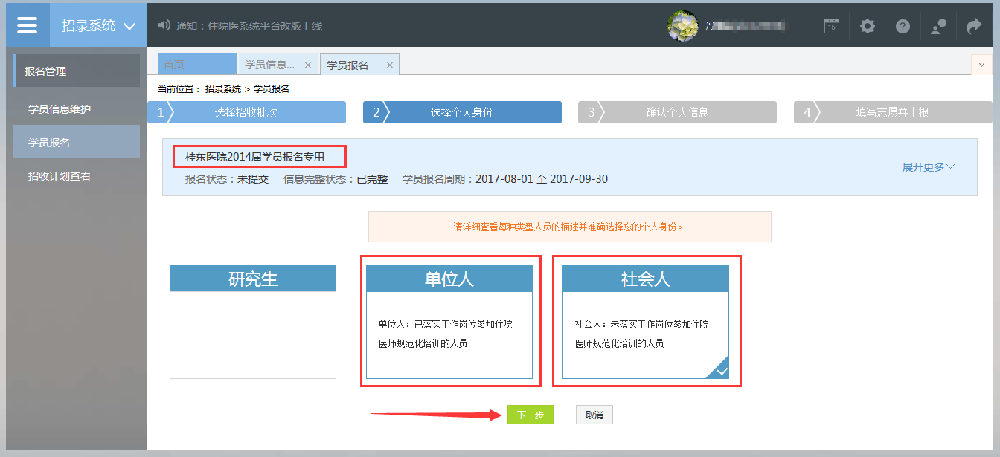 招录系统
通知：住院医系统平台改版上线
冯
15
报名管理
学员信息维护
学员报名
招收计划查看
首页
学员信息...
学员报名
当前位置： 招录系统 > 学员报名
1 选择招收批次
2 选择个人身份
3 确认个人信息
4 填写志愿并上报
桂东医院2014届学员报名专用
报名状态：未提交 信息完整状态：已完整 学员报名周期：2017-08-01 至 2017-09-30
展开更多
请详细查看每种类型人员的描述并准确选择您的个人身份。
研究生
单位人
单位人：已落实工作岗位参加住院
医师规范化培训的人员
社会人
社会人：未落实工作岗位参加住院
医师规范化培训的人员
下一步
取消